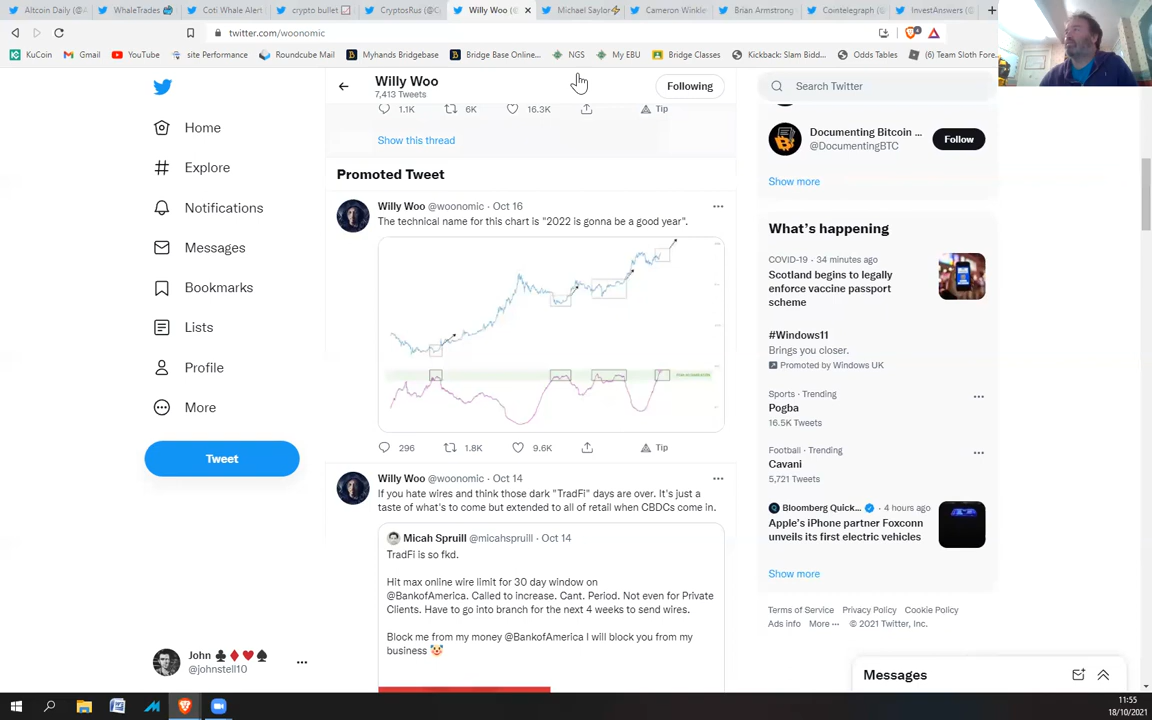 Altcoin Daily (@A
WhaleTrades
Coti Whale Alert
crypto bullet
CryptosRus (@C
Willy Woo (
Michael Saylor⚡
Cameron Winkle
Brian Armstrong
Cointelegraph (
InvestAnswers (
twitter.com/woonomic
4
KuCoin
Gmail
YouTube
site Performance
Roundcube Mail
Myhands Bridgebase
Bridge Base Online...
NGS
My EBU
Bridge Classes
Kickback: Slam Bidd...
Odds Tables
(6) Team Sloth Fore...
Home
Explore
Notifications
Messages
Bookmarks
Lists
Profile
More
Tweet
John ♣♦♥♠
@johnstell10
Willy Woo
7,413 Tweets
Following
1.1K 6K 16.3K Tip
Show this thread
Promoted Tweet
Willy Woo @woonomic · Oct 16
The technical name for this chart is "2022 is gonna be a good year".
296 1.8K 9.6K Tip
Willy Woo @woonomic · Oct 14
If you hate wires and think those dark "TradFi" days are over. It's just a
taste of what's to come but extended to all of retail when CBDCs come in.
Micah Spruill @micahspruill · Oct 14
TradFi is so fkd.
Hit max online wire limit for 30 day window on
@BankofAmerica. Called to increase. Cant. Period. Not even for Private
Clients. Have to go into branch for the next 4 weeks to send wires.
Block me from my money @BankofAmerica I will block you from my
business 🤡
Search Twitter
Documenting Bitcoin ...
@DocumentingBTC
Follow
Show more
What's happening
COVID-19 · 34 minutes ago
Scotland begins to legally
enforce vaccine passport
scheme
#Windows11
Brings you closer.
Promoted by Windows UK
Sports · Trending
Pogba
16.5K Tweets
Football · Trending
Cavani
5,721 Tweets
Bloomberg Quick... · 4 hours ago
Apple's iPhone partner Foxconn
unveils its first electric vehicles
Show more
Terms of Service Privacy Policy Cookie Policy
Ads info More ··· © 2021 Twitter, Inc.
Messages
11:55
18/10/2021